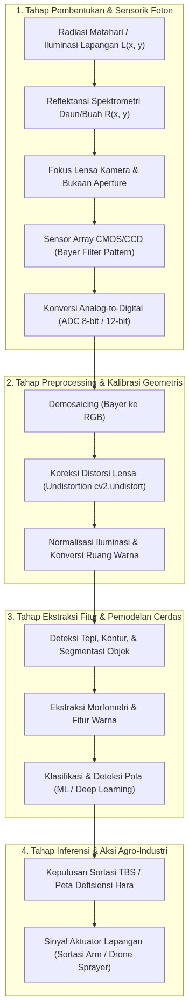 1. Tahap Pembentukan & Sensorik Foton
Radiasi Matahari /
Iluminasi Lapangan L(x, y)
Reflektansi Spektrometri
Daun/Buah R(x, y)
Fokus Lensa Kamera &
Bukaan Aperture
Sensor Array CMOS/CCD
(Bayer Filter Pattern)
Konversi Analog-to-Digital
(ADC 8-bit / 12-bit)
2. Tahap Preprocessing & Kalibrasi Geometris
Demosaicing (Bayer ke
RGB)
Koreksi Distorsi Lensa
(Undistortion cv2.undistort)
Normalisasi Iluminasi &
Konversi Ruang Warna
3. Tahap Ekstraksi Fitur & Pemodelan Cerdas
Deteksi Tepi, Kontur, &
Segmentasi Objek
Ekstraksi Morfometri &
Fitur Warna
Klasifikasi & Deteksi Pola
(ML / Deep Learning)
4. Tahap Inferensi & Aksi Agro-Industri
Keputusan Sortasi TBS /
Peta Defisiensi Hara
Sinyal Aktuator Lapangan
(Sortasi Arm / Drone
Sprayer)